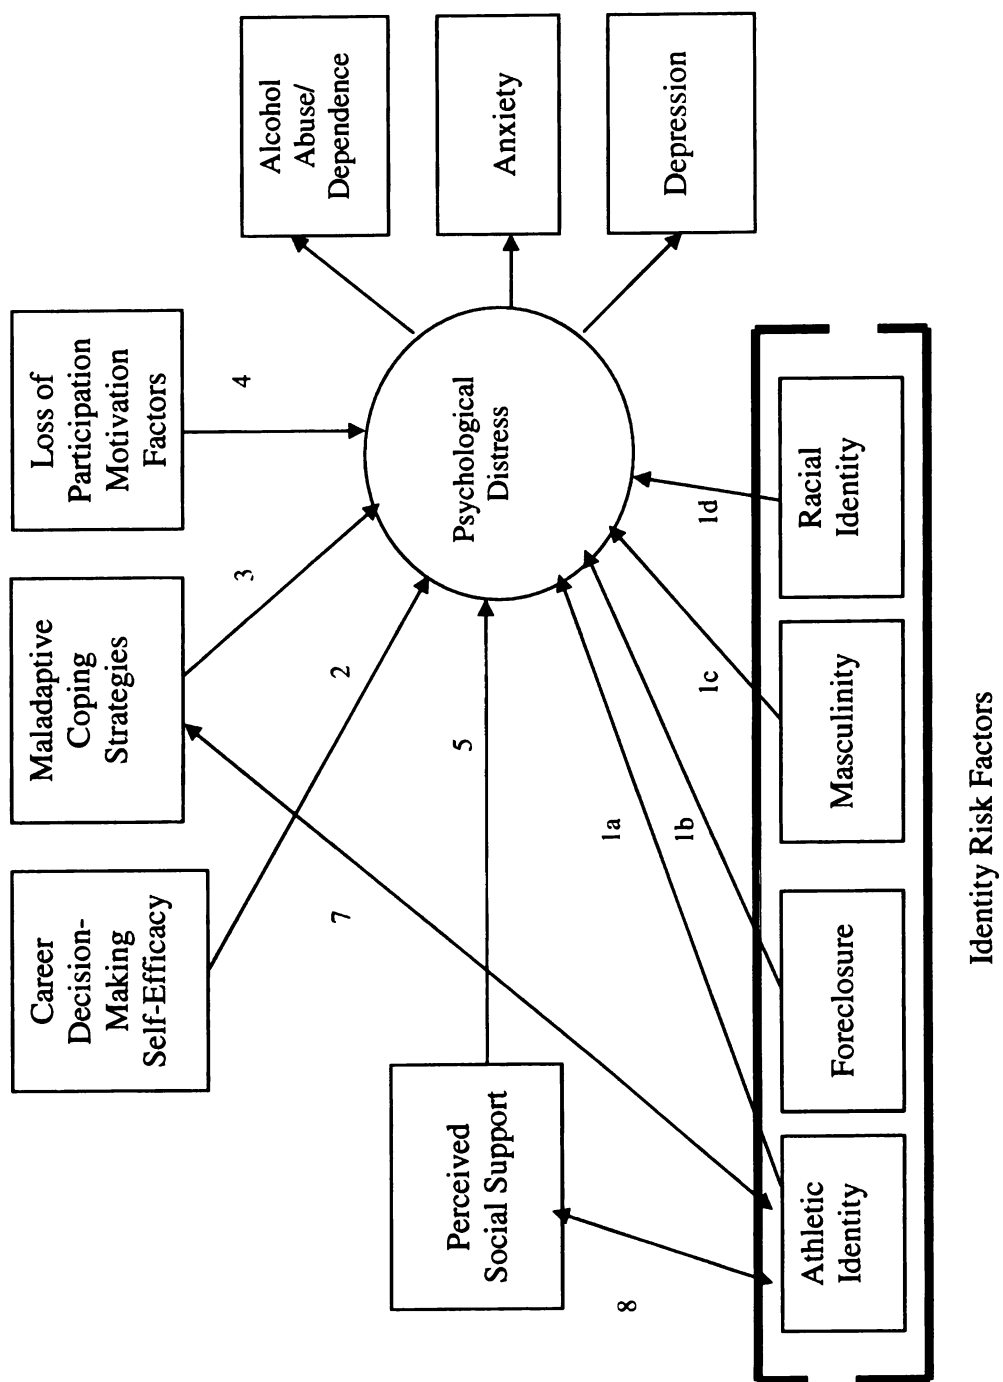 Career
Decision-
Making
Self-Efficacy
Maladaptive
Coping
Strategies
Loss of
Participation
Motivation
Factors
3
4
7
2
Alcohol
Abuse/
Dependence
Perceived
Social Support
5
Psychological
Distress
Anxiety
Depression
8
1a
1b
1c
1d
Athletic
Identity
Foreclosure
Masculinity
Racial
Identity
Identity Risk Factors